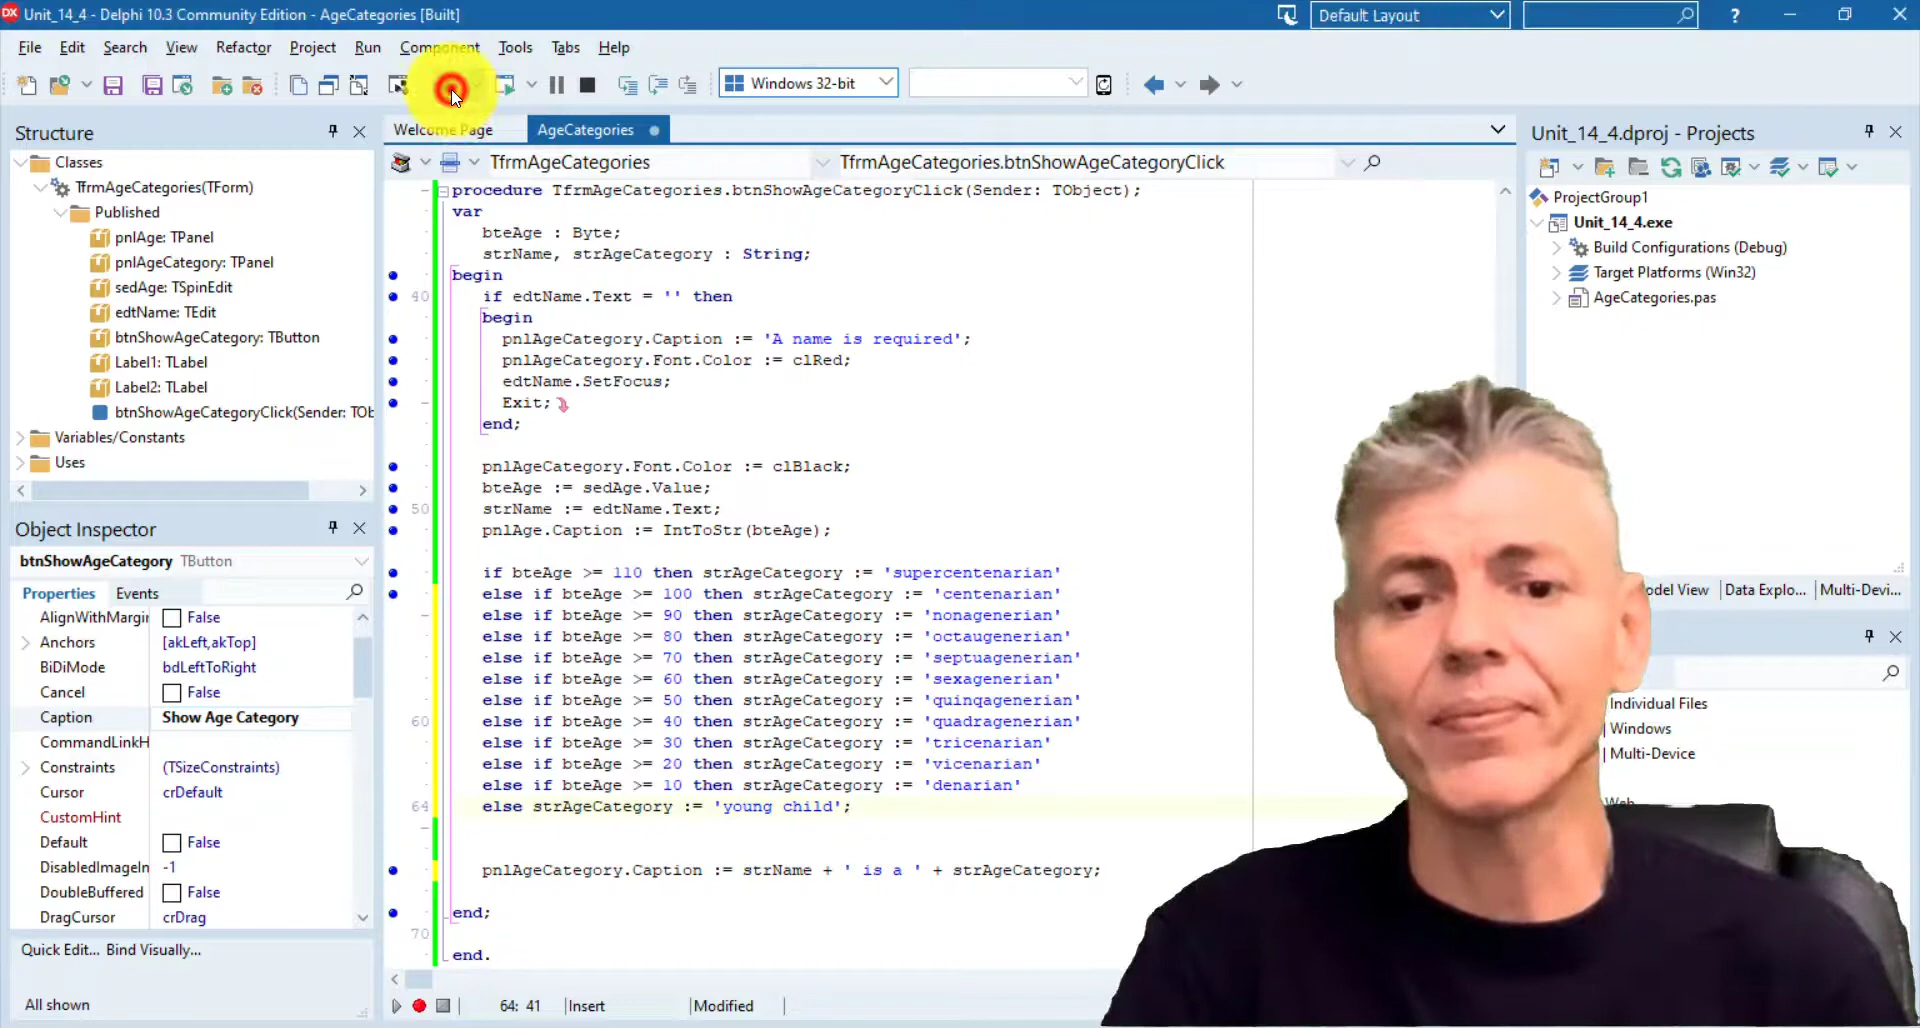 Unit_14_4 - Delphi 10.3 Community Edition - AgeCategories [Built]
Default Layout
File Edit Search View Refactor Project Run Component Tools Tabs Help
Windows 32-bit
Structure
Classes
TfrmAgeCategories(TForm)
Published
pnlAge: TPanel
pnlAgeCategory: TPanel
sedAge: TSpinEdit
edtName: TEdit
btnShowAgeCategory: TButton
Label1: TLabel
Label2: TLabel
btnShowAgeCategoryClick(Sender: TOb
Variables/Constants
Uses
Object Inspector
btnShowAgeCategory TButton
Properties Events
AlignWithMargin False
Anchors [akLeft,akTop]
BiDiMode bdLeftToRight
Cancel False
Caption Show Age Category
CommandLinkH
Constraints (TSizeConstraints)
Cursor crDefault
CustomHint
Default False
DisabledImageIn -1
DoubleBuffered False
DragCursor crDrag
Quick Edit... Bind Visually...
All shown
Welcome Page AgeCategories
TfrmAgeCategories TfrmAgeCategories.btnShowAgeCategoryClick
procedure TfrmAgeCategories.btnShowAgeCategoryClick(Sender: TObject);
var
bteAge : Byte;
strName, strAgeCategory : String;
begin
40 if edtName.Text = '' then
begin
pnlAgeCategory.Caption := 'A name is required';
pnlAgeCategory.Font.Color := clRed;
edtName.SetFocus;
Exit;
end;
pnlAgeCategory.Font.Color := clBlack;
bteAge := sedAge.Value;
50 strName := edtName.Text;
pnlAge.Caption := IntToStr(bteAge);
if bteAge >= 110 then strAgeCategory := 'supercentenarian'
else if bteAge >= 100 then strAgeCategory := 'centenarian'
else if bteAge >= 90 then strAgeCategory := 'nonagenerian'
else if bteAge >= 80 then strAgeCategory := 'octaugenerian'
else if bteAge >= 70 then strAgeCategory := 'septuagenerian'
else if bteAge >= 60 then strAgeCategory := 'sexagenerian'
else if bteAge >= 50 then strAgeCategory := 'quinqagenerian'
60 else if bteAge >= 40 then strAgeCategory := 'quadragenerian'
else if bteAge >= 30 then strAgeCategory := 'tricenarian'
else if bteAge >= 20 then strAgeCategory := 'vicenarian'
else if bteAge >= 10 then strAgeCategory := 'denarian'
64 else strAgeCategory := 'young child';
pnlAgeCategory.Caption := strName + ' is a ' + strAgeCategory;
end;
70
end.
64: 41 Insert Modified
Unit_14_4.dproj - Projects
ProjectGroup1
Unit_14_4.exe
Build Configurations (Debug)
Target Platforms (Win32)
AgeCategories.pas
odel View Data Explo... Multi-Devi...
Individual Files
Windows
Multi-Device